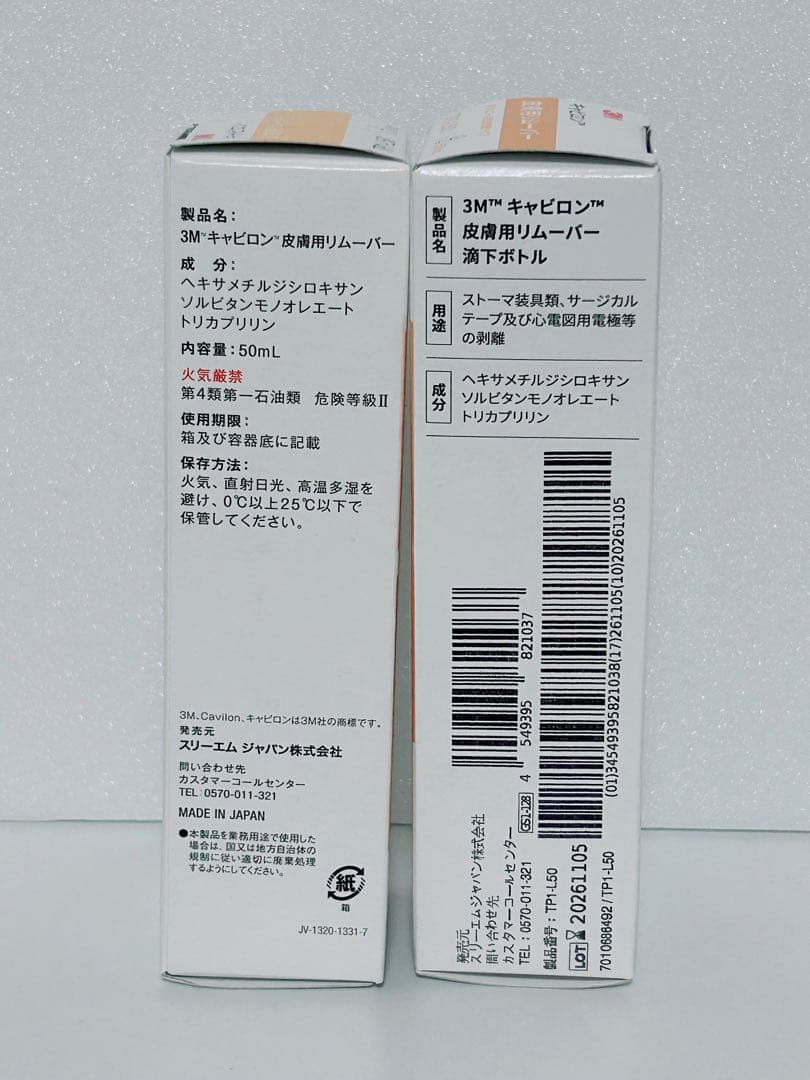 製品名：
3M™キャビロン™皮膚用リムーバー
成　分：
ヘキサメチルジシロキサン
ソルビタンモノオレエート
トリカプリリン
内容量：50mL
火気厳禁
第4類第一石油類　危険等級Ⅱ
使用期限：
箱及び容器底に記載
保存方法：
火気、直射日光、高温多湿を
避け、0℃以上25℃以下で
保管してください。
3M、Cavilon、キャビロンは3M社の商標です。
発売元
スリーエム ジャパン株式会社
問い合わせ先
カスタマーコールセンター
TEL：0570-011-321
MADE IN JAPAN
●本製品を業務用途で使用した
場合は、国又は地方自治体の
規制に従い適切に廃棄処理
するようにしてください。
紙
箱
JV-1320-1331-7
製品名
3M™ キャビロン™
皮膚用リムーバー
滴下ボトル
用途
ストーマ装具類、サージカル
テープ及び心電図用電極等
の剥離
成分
ヘキサメチルジシロキサン
ソルビタンモノオレエート
トリカプリリン
4 549395 821037
GS1-128
(01)34549395821038(17)261105(10)20261105
発売元
スリーエムジャパン株式会社
問い合わせ先
カスタマーコールセンター
TEL：0570-011-321
製品番号：TP1-L50
LOT 20261105
7010688492 / TP1-L50